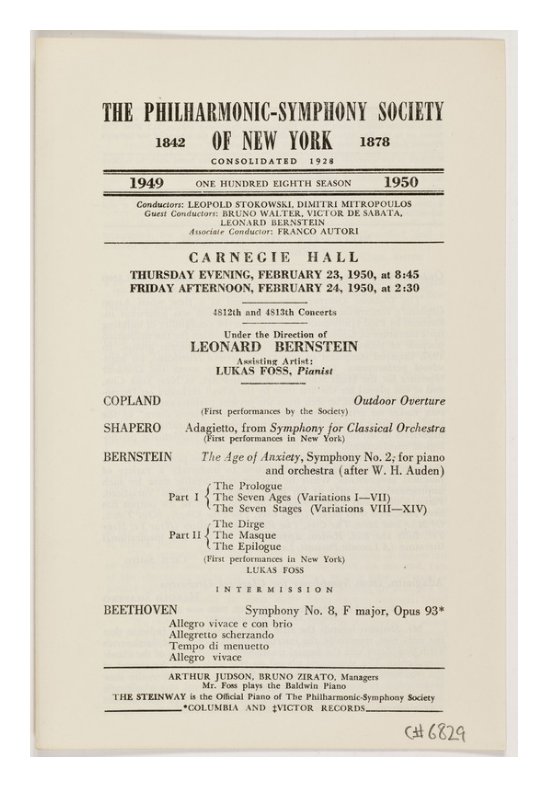 THE PHILHARMONIC-SYMPHONY SOCIETY
1842 OF NEW YORK 1878
CONSOLIDATED 1928
1949 ONE HUNDRED EIGHTH SEASON 1950
Conductors: LEOPOLD STOKOWSKI, DIMITRI MITROPOULOS
Guest Conductors: BRUNO WALTER, VICTOR DE SABATA,
LEONARD BERNSTEIN
Associate Conductor: FRANCO AUTORI
CARNEGIE HALL
THURSDAY EVENING, FEBRUARY 23, 1950, at 8:45
FRIDAY AFTERNOON, FEBRUARY 24, 1950, at 2:30
4812th and 4813th Concerts
Under the Direction of
LEONARD BERNSTEIN
Assisting Artist:
LUKAS FOSS, Pianist
COPLAND Outdoor Overture
(First performances by the Society)
SHAPERO Adagietto, from Symphony for Classical Orchestra
(First performances in New York)
BERNSTEIN The Age of Anxiety, Symphony No. 2, for piano
and orchestra (after W. H. Auden)
The Prologue
Part I { The Seven Ages (Variations I—VII)
The Seven Stages (Variations VIII—XIV)
The Dirge
Part II { The Masque
The Epilogue
(First performances in New York)
LUKAS FOSS
INTERMISSION
BEETHOVEN Symphony No. 8, F major, Opus 93*
Allegro vivace e con brio
Allegretto scherzando
Tempo di menuetto
Allegro vivace
ARTHUR JUDSON, BRUNO ZIRATO, Managers
Mr. Foss plays the Baldwin Piano
THE STEINWAY is the Official Piano of The Philharmonic-Symphony Society
*COLUMBIA AND ‡VICTOR RECORDS
C# 6829